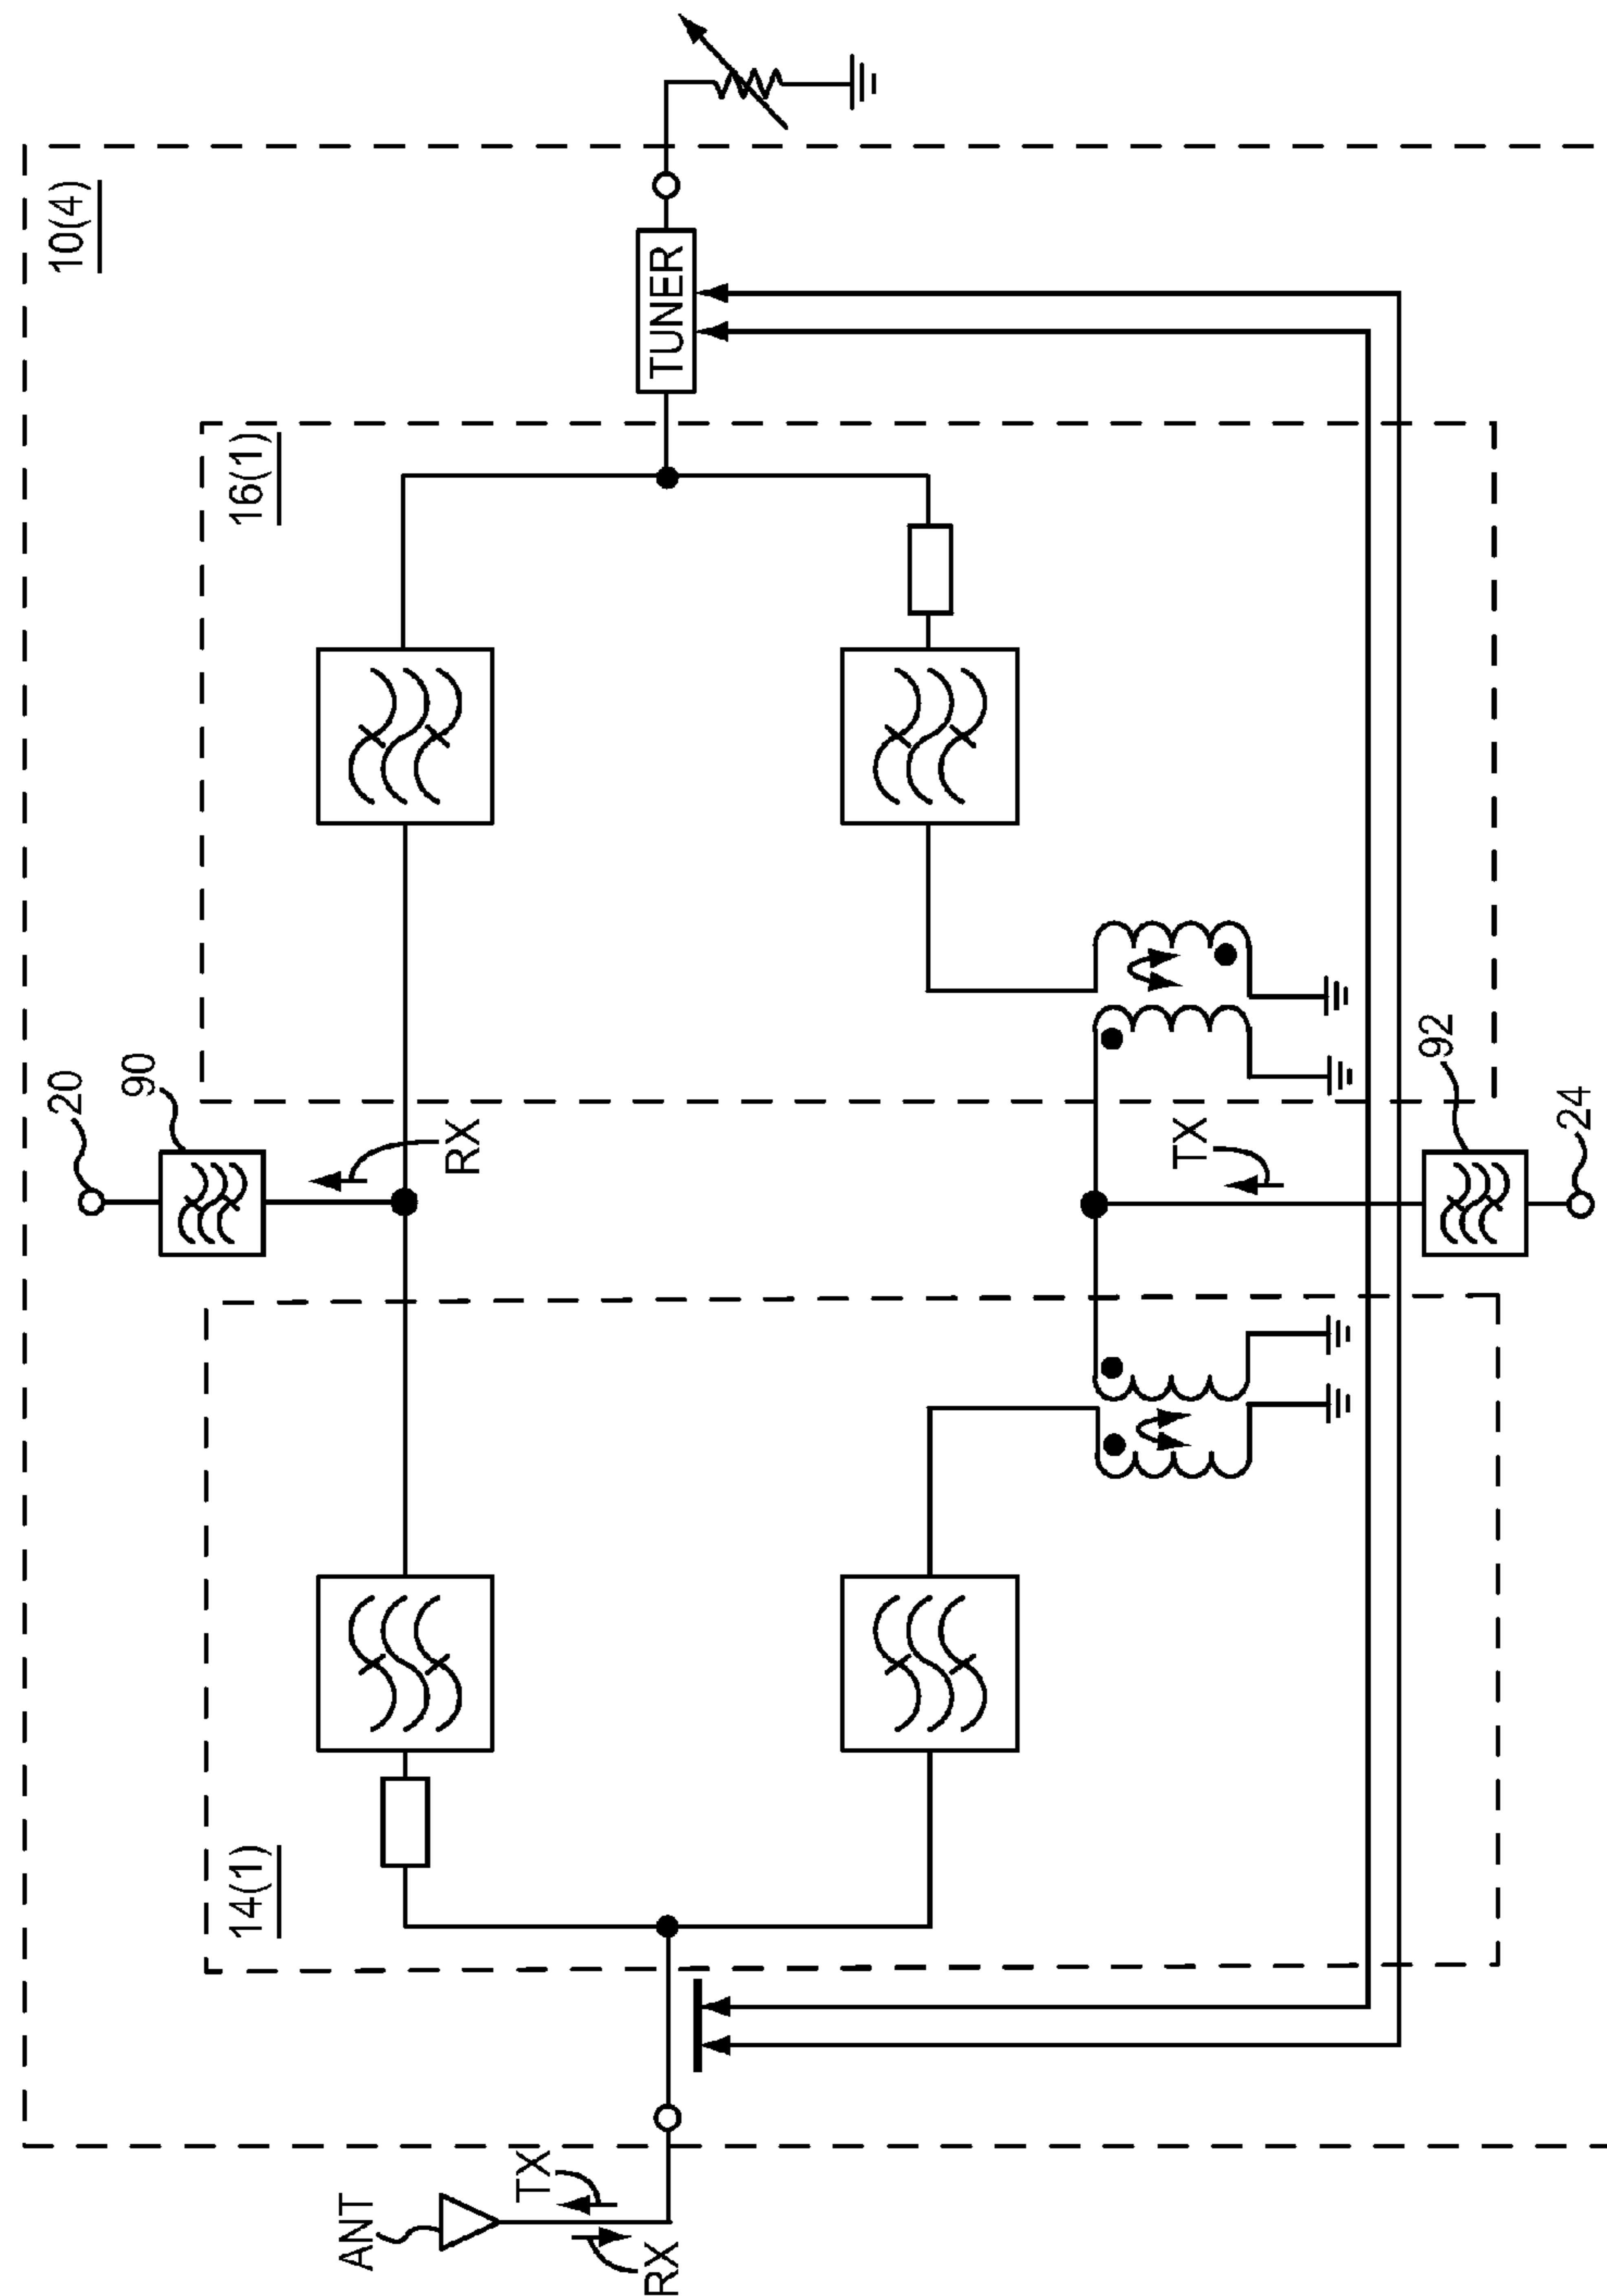 10(4)
TUNER
16(1)
20
90
RX
TX
92
24
14(1)
ANT
TX
RX